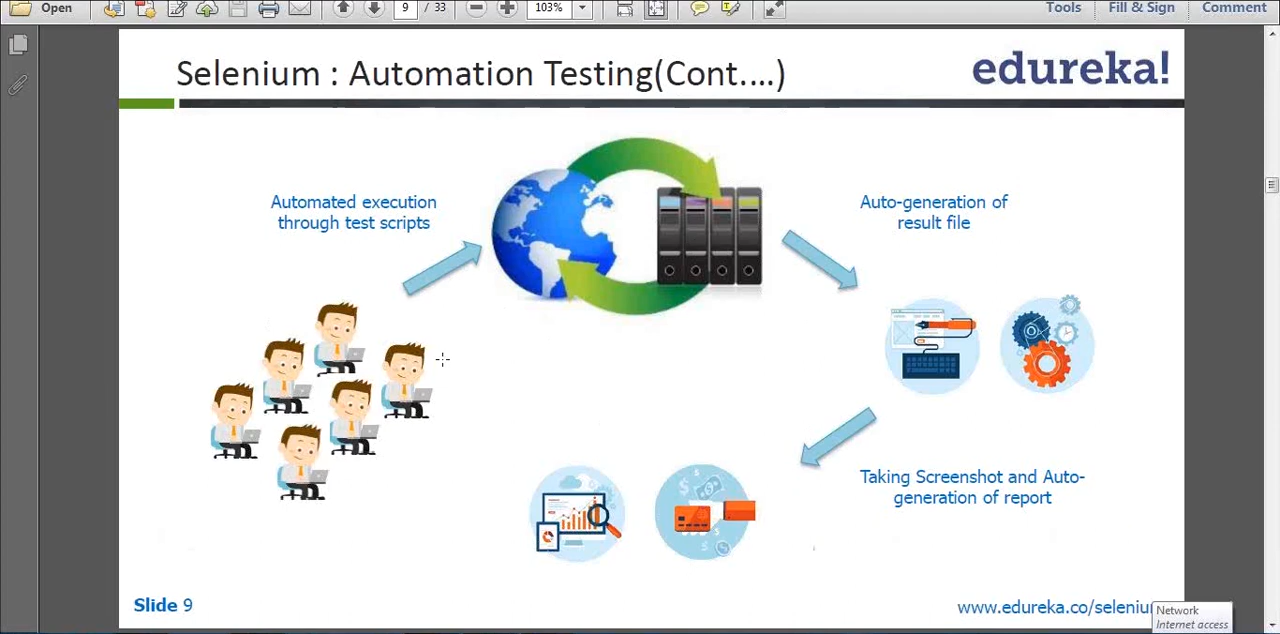 Open
9 / 33
103%
Tools
Fill & Sign
Comment
Selenium : Automation Testing(Cont....)
edureka!
Automated execution
through test scripts
Auto-generation of
result file
Taking Screenshot and Auto-
generation of report
Slide 9
www.edureka.co/selenium
Network
Internet access